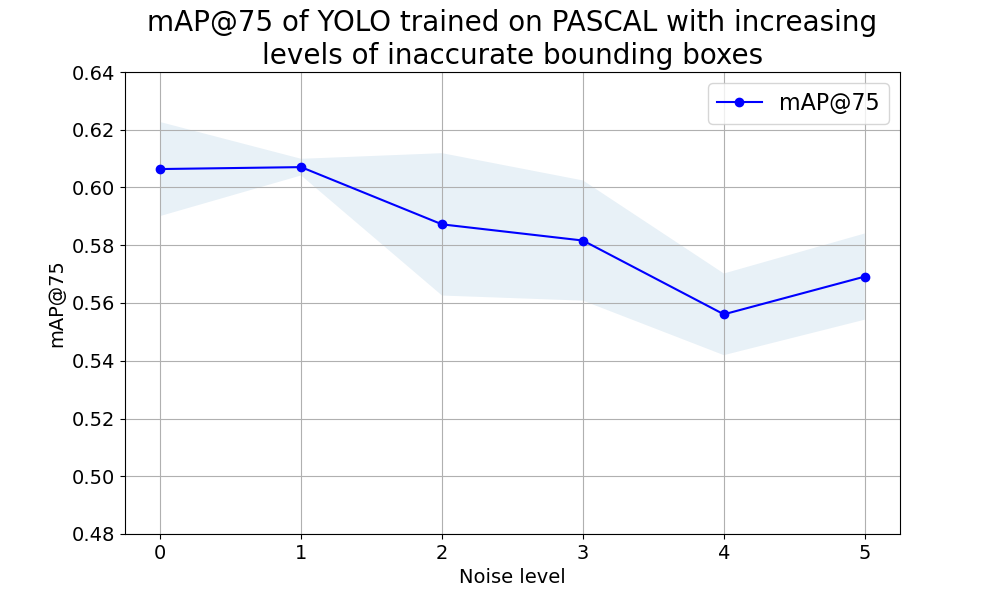 mAP@75 of YOLO trained on PASCAL with increasing
levels of inaccurate bounding boxes
mAP@75
0.64
0.62
0.60
0.58
0.56
0.54
0.52
0.50
0.48
mAP@75
0 1 2 3 4 5
Noise level